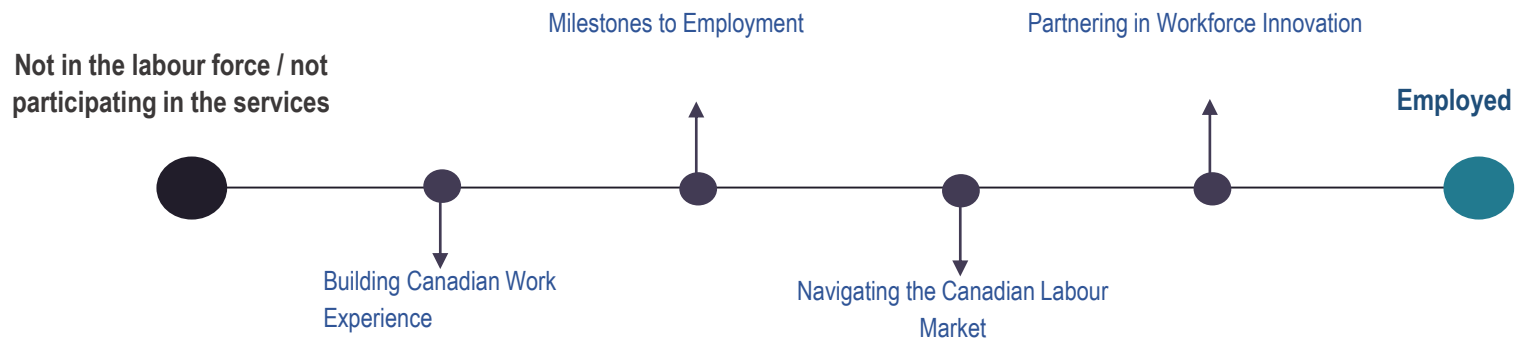 Milestones to Employment
Partnering in Workforce Innovation
Not in the labour force / not
participating in the services
Employed
Building Canadian Work
Experience
Navigating the Canadian Labour
Market